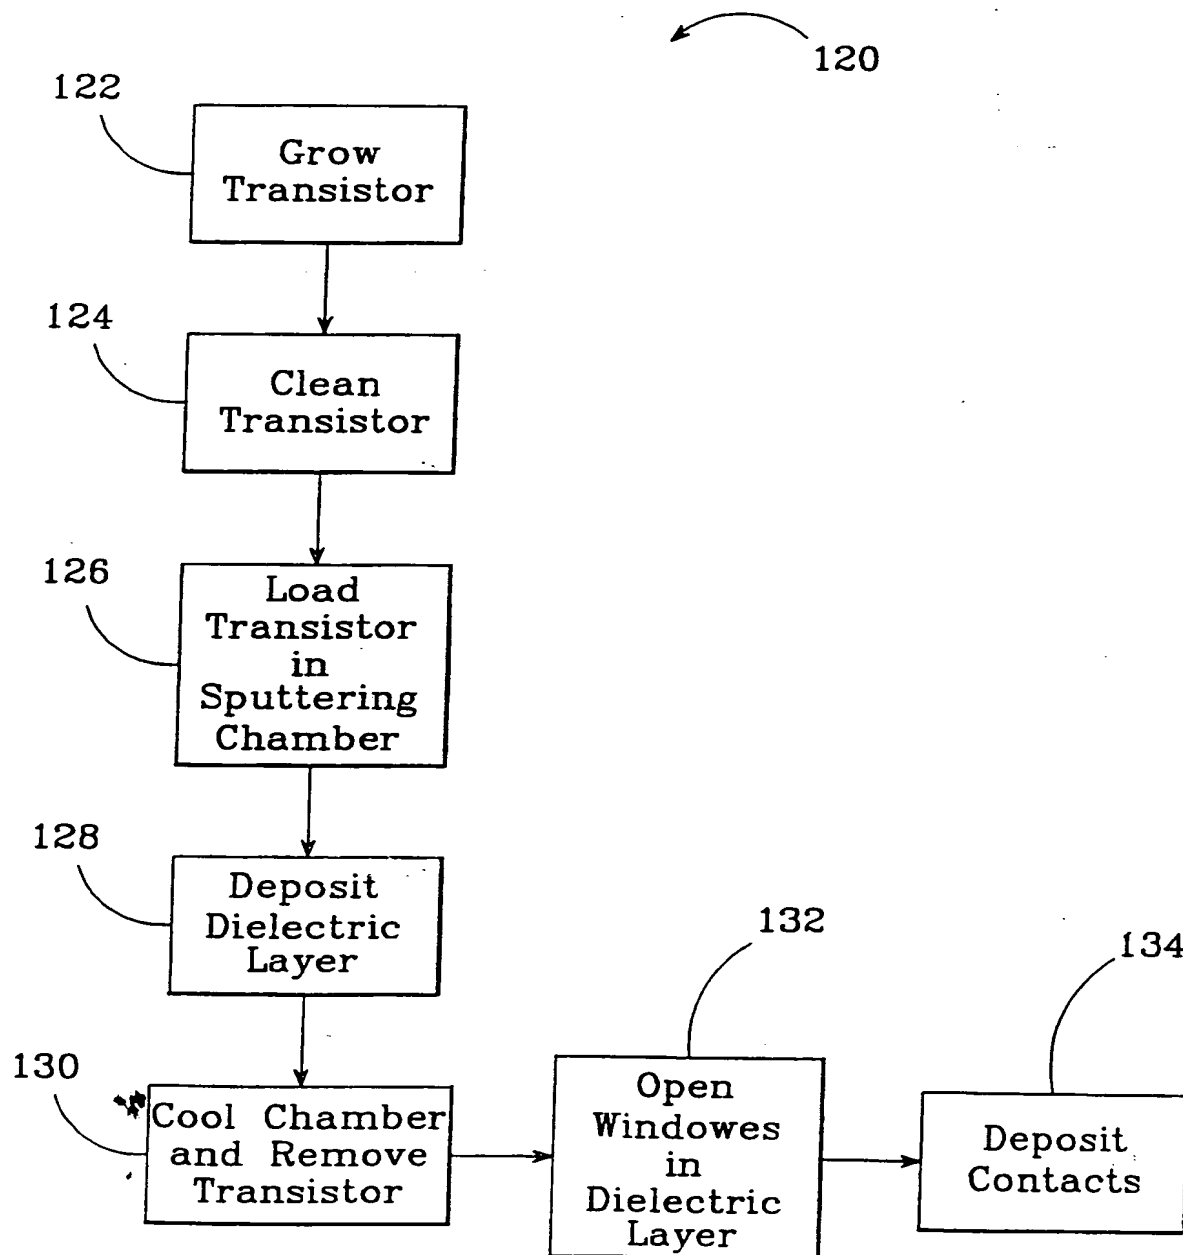 120
122
Grow
Transistor
124
Clean
Transistor
126
Load
Transistor
in
Sputtering
Chamber
128
Deposit
Dielectric
Layer
130
Cool Chamber
and Remove
Transistor
132
Open
Windowes
in
Dielectric
Layer
134
Deposit
Contacts